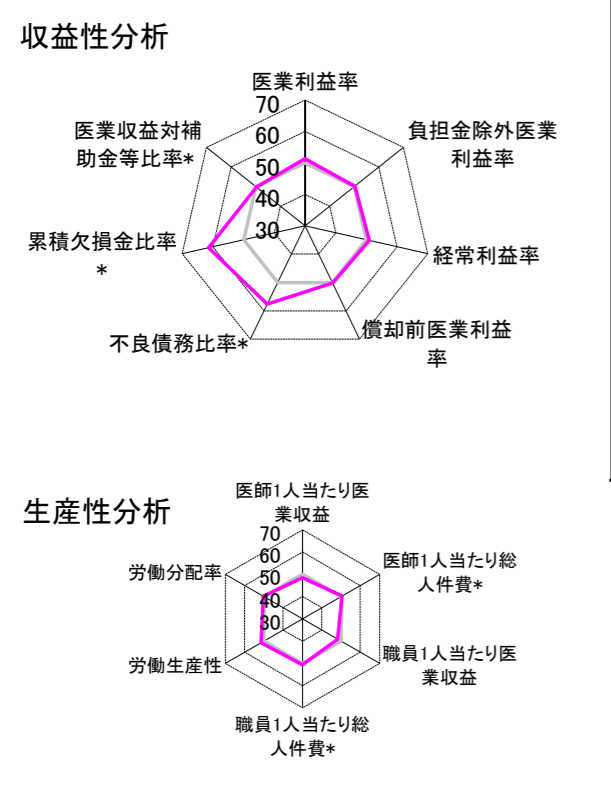 収益性分析
医業利益率
70
60
50
40
30
負担金除外医業
利益率
経常利益率
償却前医業利益
率
不良債務比率*
累積欠損金比率
*
医業収益対補
助金等比率*
生産性分析
医師1人当たり医
業収益
70
60
50
40
30
医師1人当たり総
人件費*
職員1人当たり医
業収益
職員1人当たり総
人件費*
労働生産性
労働分配率